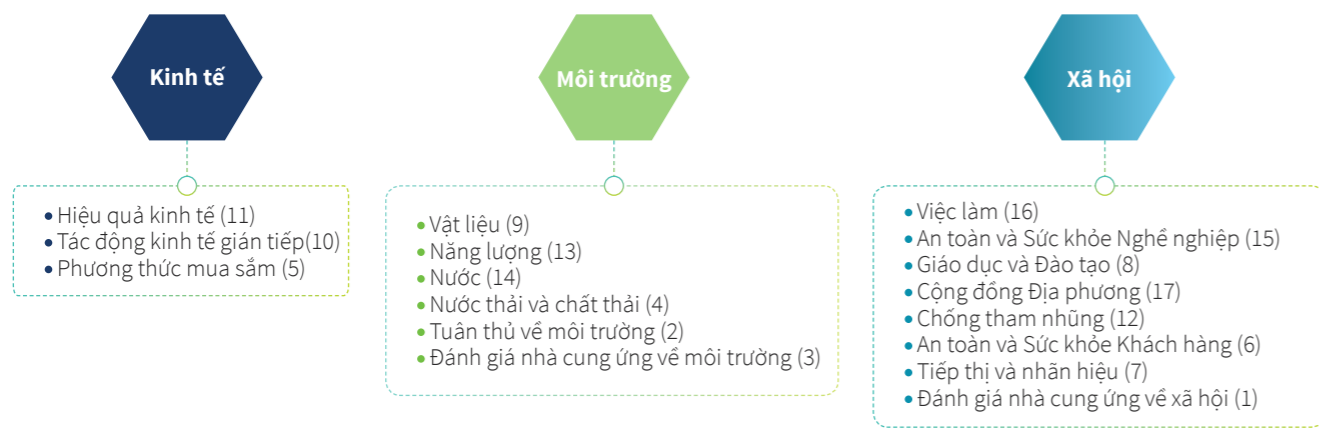 Kinh tế
• Hiệu quả kinh tế (11)
• Tác động kinh tế gián tiếp(10)
• Phương thức mua sắm (5)
Môi trường
• Vật liệu (9)
• Năng lượng (13)
• Nước (14)
• Nước thải và chất thải (4)
• Tuân thủ về môi trường (2)
• Đánh giá nhà cung ứng về môi trường (3)
Xã hội
• Việc làm (16)
• An toàn và Sức khỏe Nghề nghiệp (15)
• Giáo dục và Đào tạo (8)
• Cộng đồng Địa phương (17)
• Chống tham nhũng (12)
• An toàn và Sức khỏe Khách hàng (6)
• Tiếp thị và nhãn hiệu (7)
• Đánh giá nhà cung ứng về xã hội (1)